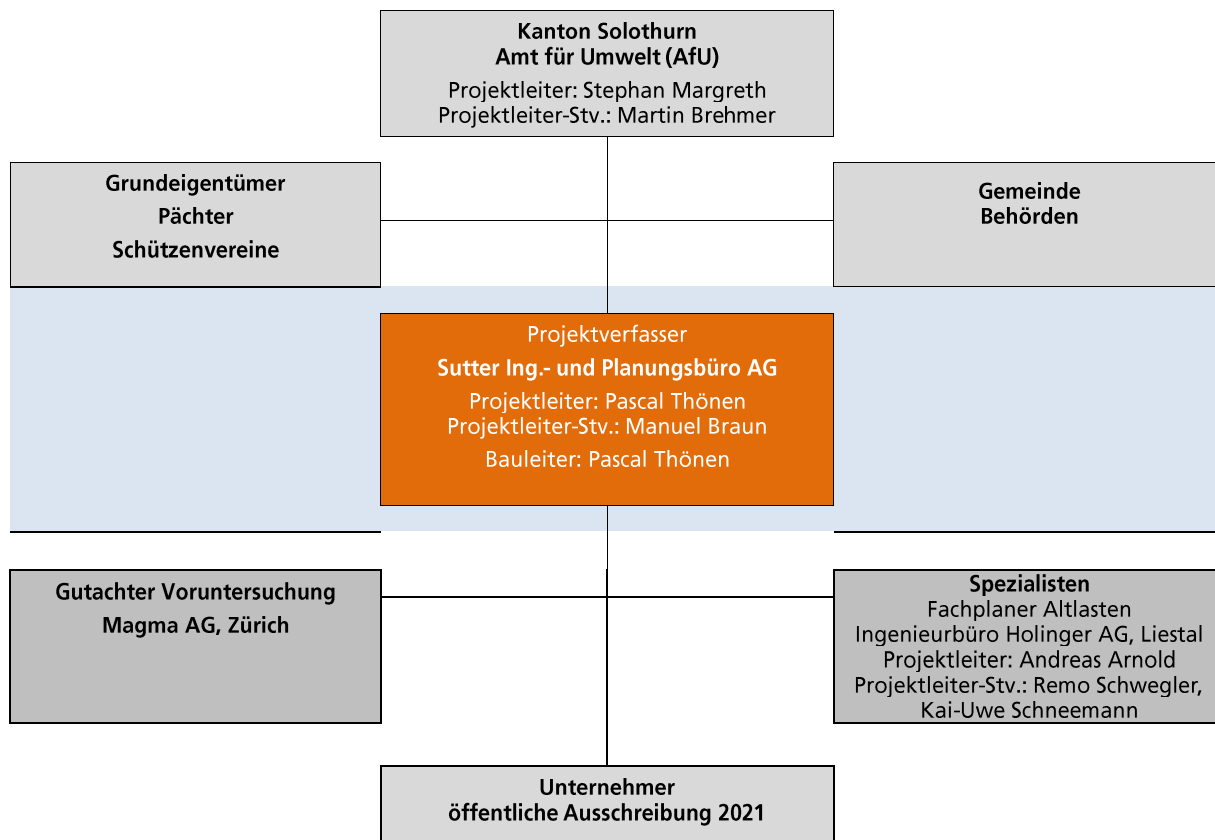 Kanton Solothurn
Amt für Umwelt (AfU)
Projektleiter: Stephan Margreth
Projektleiter-Stv.: Martin Brehmer
Grundeigentümer
Pächter
Schützenvereine
Gemeinde
Behörden
Projektverfasser
Sutter Ing.- und Planungsbüro AG
Projektleiter: Pascal Thönen
Projektleiter-Stv.: Manuel Braun
Bauleiter: Pascal Thönen
Gutachter Voruntersuchung
Magma AG, Zürich
Spezialisten
Fachplaner Altlasten
Ingenieurbüro Holinger AG, Liestal
Projektleiter: Andreas Arnold
Projektleiter-Stv.: Remo Schwegler,
Kai-Uwe Schneemann
Unternehmer
öffentliche Ausschreibung 2021